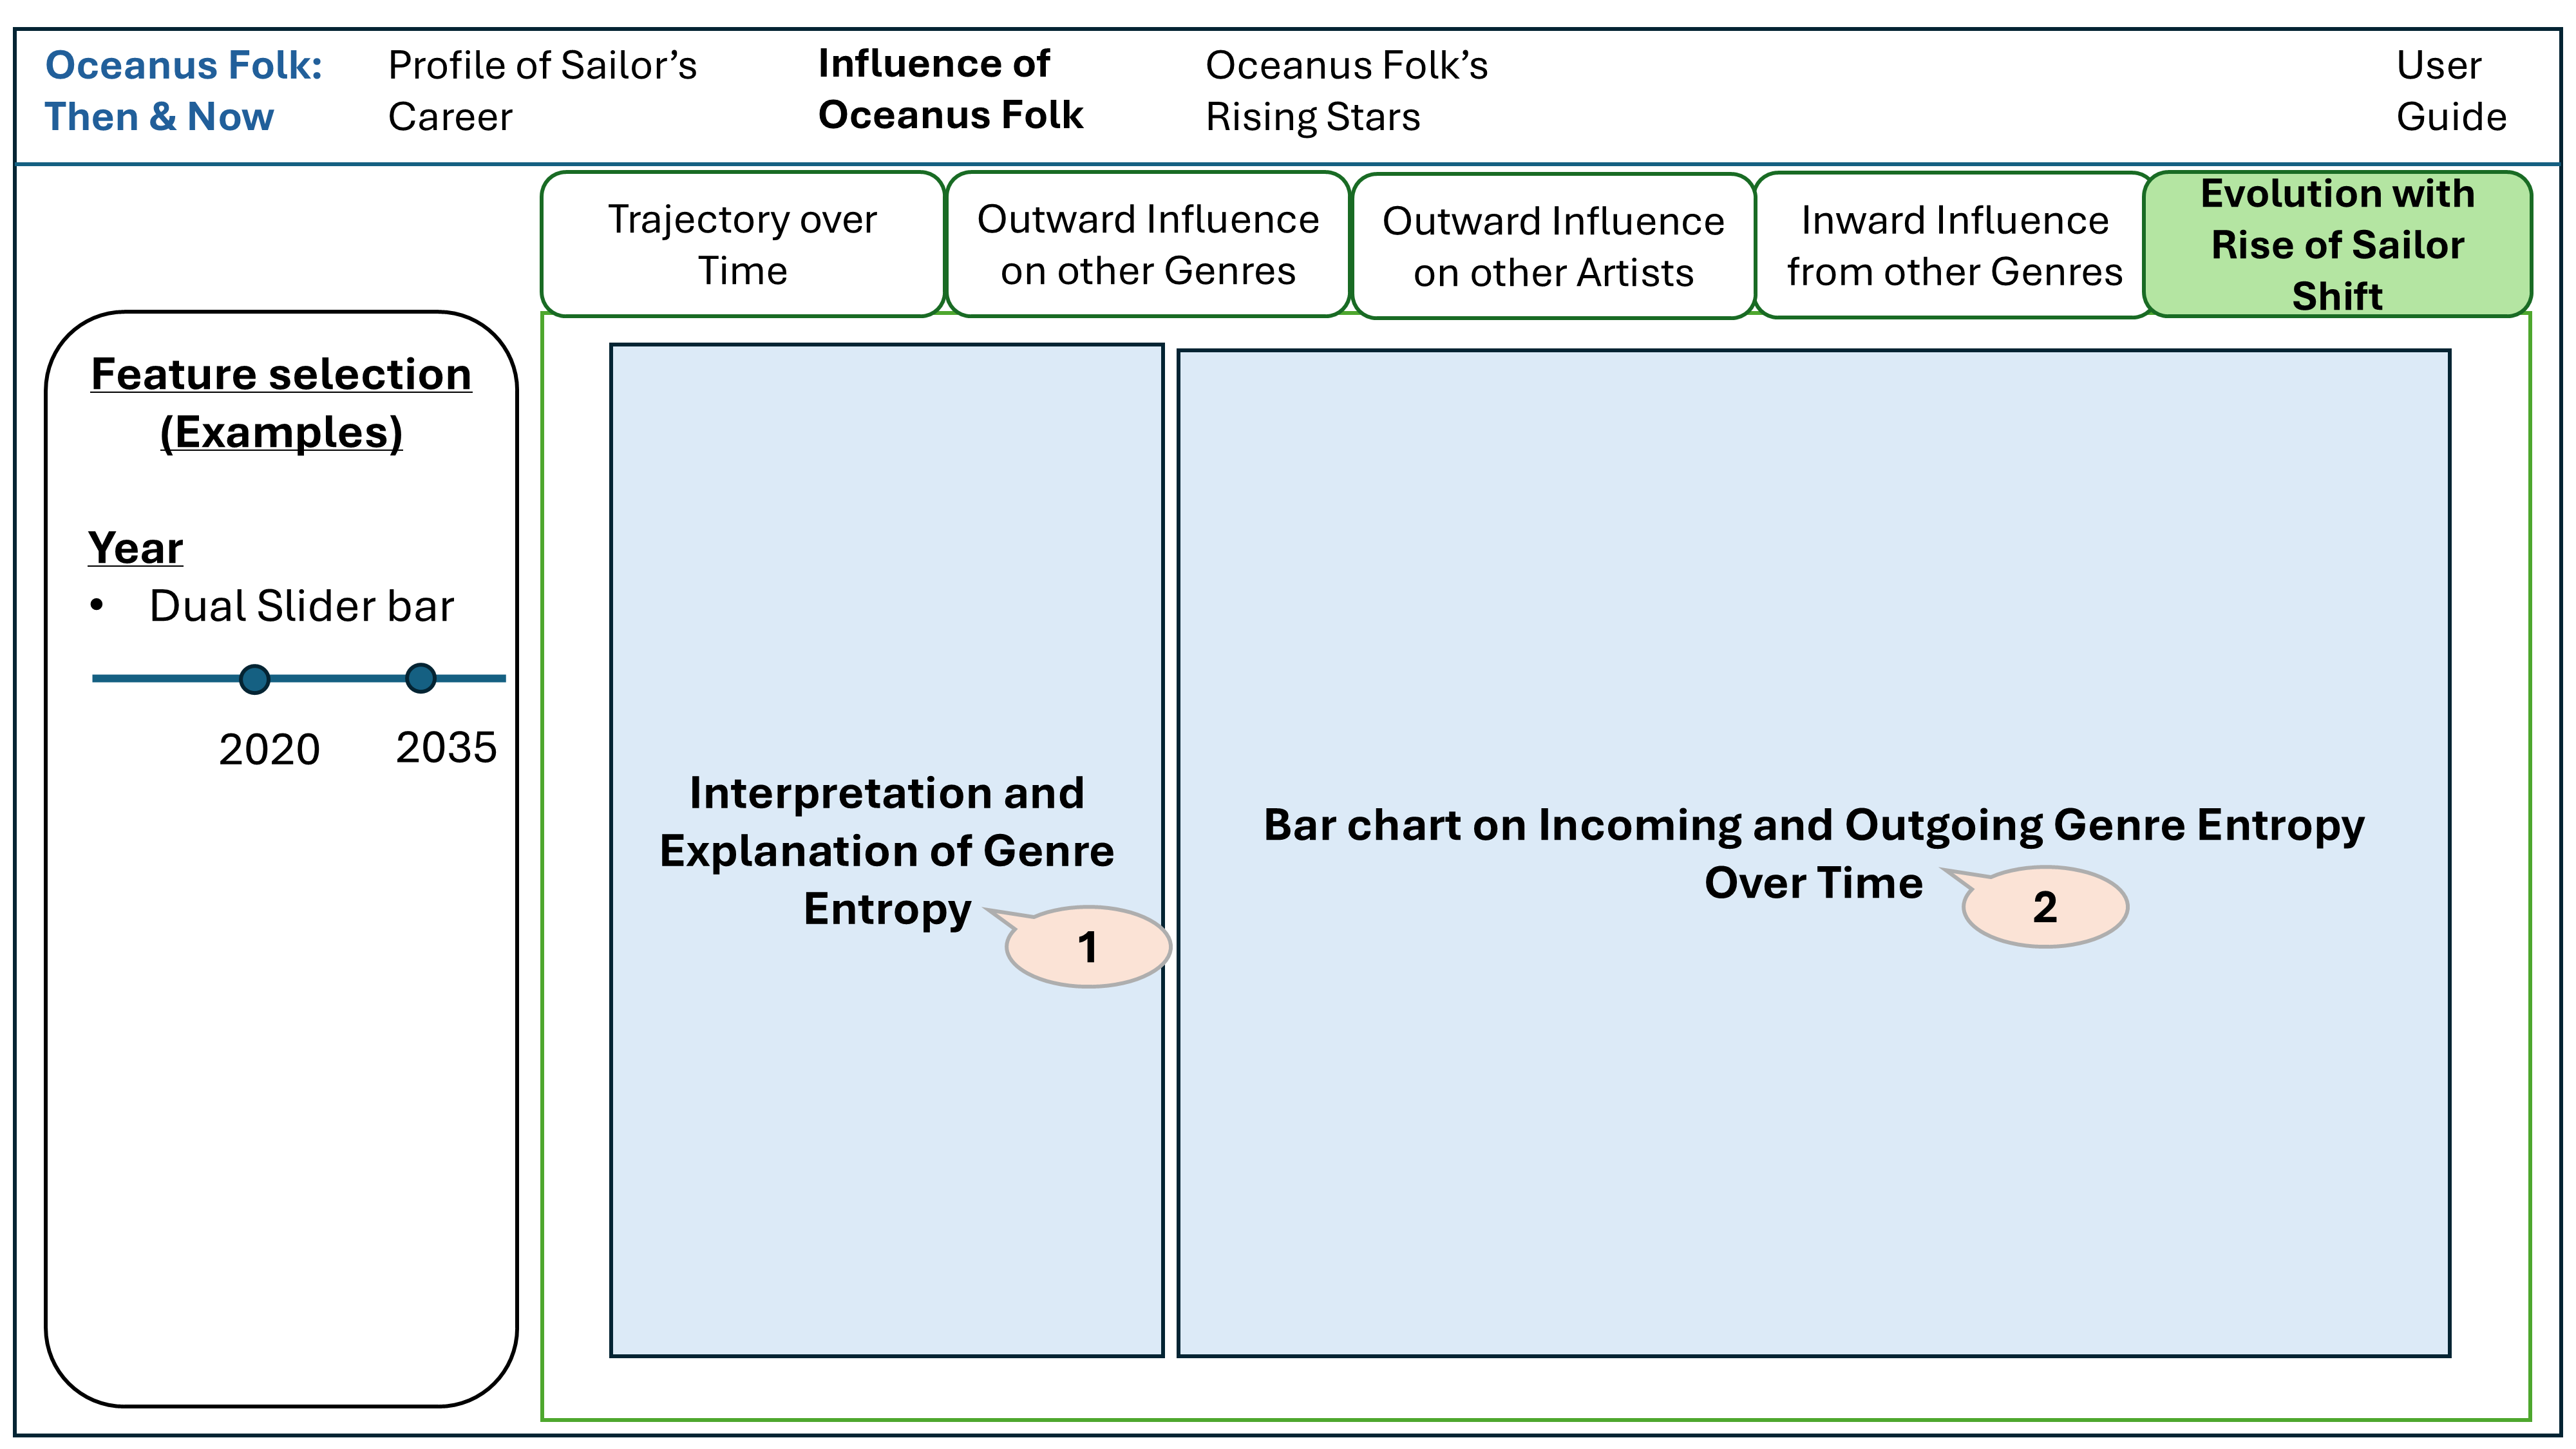 Oceanus Folk:
Then & Now
Profile of Sailor’s
Career
Influence of
Oceanus Folk
Oceanus Folk’s
Rising Stars
User
Guide
Trajectory over
Time
Outward Influence
on other Genres
Outward Influence
on other Artists
Inward Influence
from other Genres
Evolution with
Rise of Sailor
Shift
Feature selection
(Examples)
Year
• Dual Slider bar
2020
2035
Interpretation and
Explanation of Genre
Entropy
1
Bar chart on Incoming and Outgoing Genre Entropy
Over Time
2